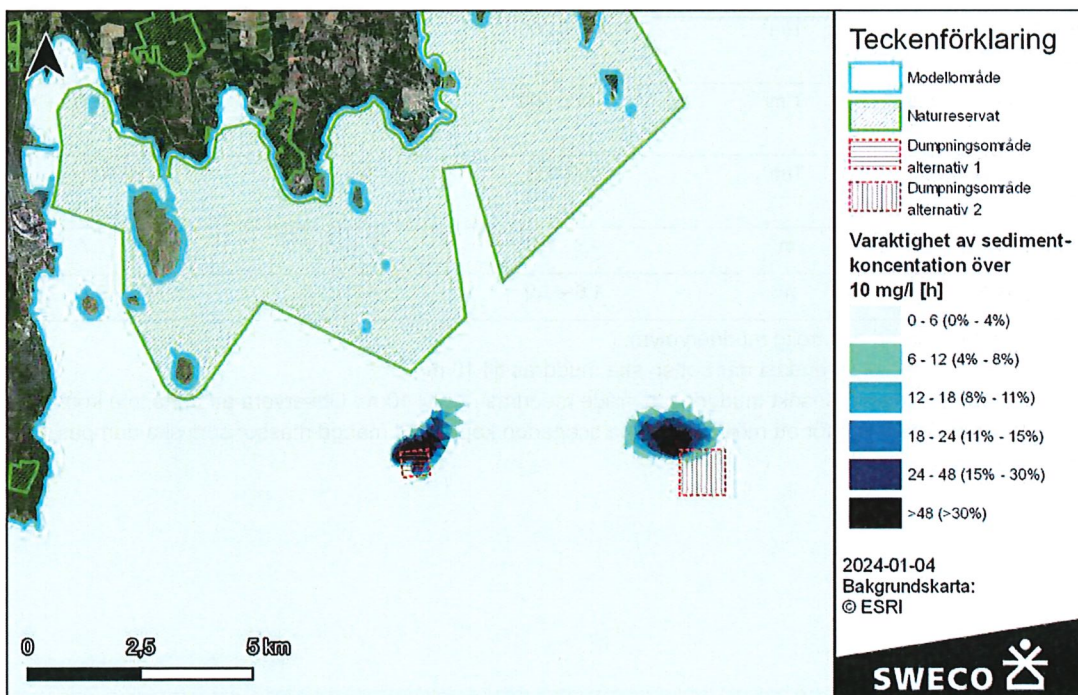 Teckenförklaring
Modellområde
Naturreservat
Dumpningsområde
alternativ 1
Dumpningsområde
alternativ 2
Varaktighet av sediment-
koncentation över
10 mg/l [h]
0 - 6 (0% - 4%)
6 - 12 (4% - 8%)
12 - 18 (8% - 11%)
18 - 24 (11% - 15%)
24 - 48 (15% - 30%)
>48 (>30%)
2024-01-04
Bakgrundskarta:
© ESRI
0 2,5 5 km
SWECO